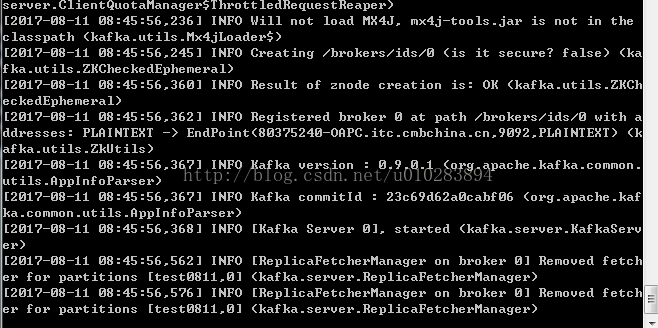 server.ClientQuotaManager$ThrottledRequestReaper)
[2017-08-11 08:45:56,236] INFO Will not load MX4J, mx4j-tools.jar is not in the
classpath (kafka.utils.Mx4jLoader$)
[2017-08-11 08:45:56,245] INFO Creating /brokers/ids/0 (is it secure? false) (ka
fka.utils.ZKCheckedEphemeral)
[2017-08-11 08:45:56,360] INFO Result of znode creation is: OK (kafka.utils.ZKCh
eckedEphemeral)
[2017-08-11 08:45:56,362] INFO Registered broker 0 at path /brokers/ids/0 with a
ddresses: PLAINTEXT -> EndPoint(80375240-OAPC.itc.cmbchina.cn,9092,PLAINTEXT) (k
afka.utils.ZkUtils)
[2017-08-11 08:45:56,367] INFO Kafka version : 0.9.0.1 (org.apache.kafka.common.
utils.AppInfoParser)
http://blog.csdn.net/u010283894
[2017-08-11 08:45:56,367] INFO Kafka commitId : 23c69d62a0cabf06 (org.apache.kaf
ka.common.utils.AppInfoParser)
[2017-08-11 08:45:56,368] INFO [Kafka Server 0], started (kafka.server.KafkaServ
er)
[2017-08-11 08:45:56,562] INFO [ReplicaFetcherManager on broker 0] Removed fetch
er for partitions [test0811,0] (kafka.server.ReplicaFetcherManager)
[2017-08-11 08:45:56,576] INFO [ReplicaFetcherManager on broker 0] Removed fetch
er for partitions [test0811,0] (kafka.server.ReplicaFetcherManager)